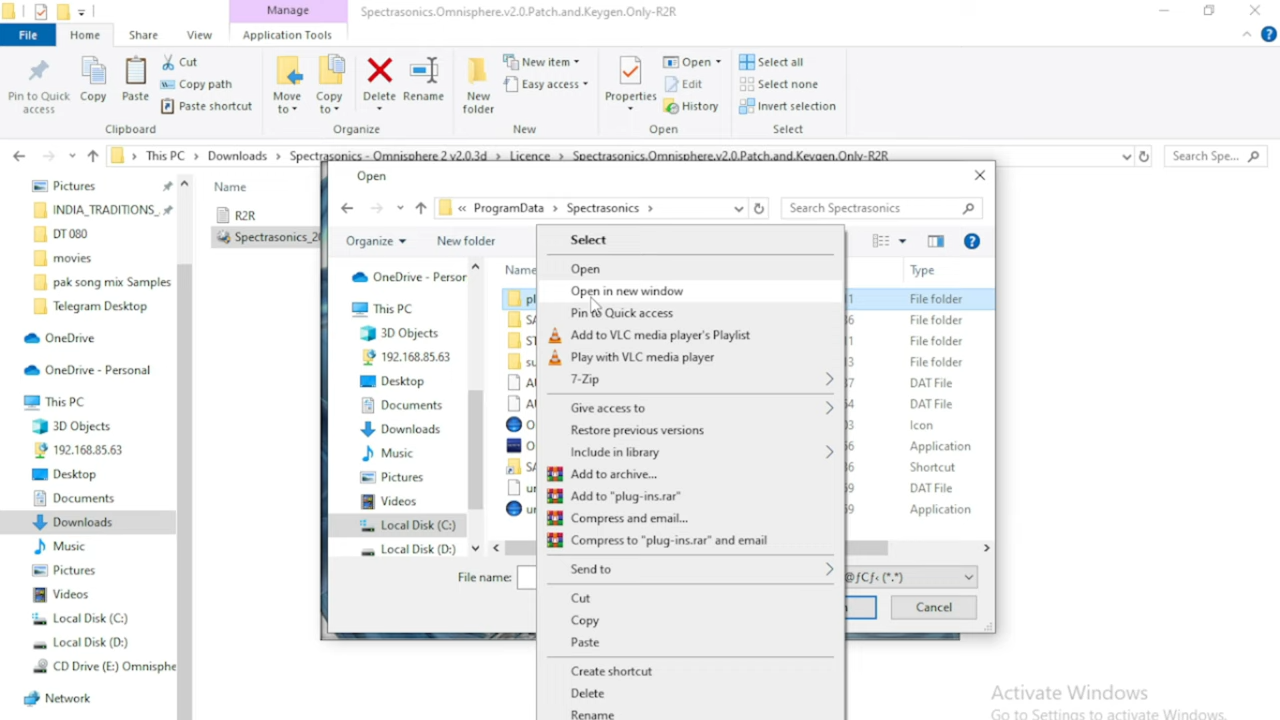 Manage
Spectrasonics.Omnisphere.v2.0.Patch.and.Keygen.Only-R2R
File
Home
Share
View
Application Tools
Pin to Quick access
Copy
Paste
Cut
Copy path
Paste shortcut
Clipboard
Move to
Copy to
Delete
Rename
Organize
New folder
New item
Easy access
New
Properties
Open
Edit
History
Open
Select all
Select none
Invert selection
Select
This PC
Downloads
Spectrasonics - Omnisphere 2 v2.0.3d
Licence
Spectrasonics.Omnisphere.v2.0.Patch.and.Keygen.Only-R2R
Search Spe...
Pictures
INDIA_TRADITIONS_
DT 080
movies
pak song mix Samples
Telegram Desktop
OneDrive
OneDrive - Personal
This PC
3D Objects
192.168.85.63
Desktop
Documents
Downloads
Music
Pictures
Videos
Local Disk (C:)
Local Disk (D:)
CD Drive (E:) Omnisphe
Network
Name
R2R
Spectrasonics_20
Open
« ProgramData
Spectrasonics
Search Spectrasonics
Organize
New folder
OneDrive - Person
This PC
3D Objects
192.168.85.63
Desktop
Documents
Downloads
Music
Pictures
Videos
Local Disk (C:)
Local Disk (D:)
Name
Type
File folder
File folder
File folder
File folder
DAT File
DAT File
Icon
Application
Shortcut
DAT File
Application
File name:
Cancel
Select
Open
Open in new window
Pin to Quick access
Add to VLC media player's Playlist
Play with VLC media player
7-Zip
Give access to
Restore previous versions
Include in library
Add to archive...
Add to "plug-ins.rar"
Compress and email...
Compress to "plug-ins.rar" and email
Send to
Cut
Copy
Paste
Create shortcut
Delete
Rename
Activate Windows
Go to Settings to activate Windows.